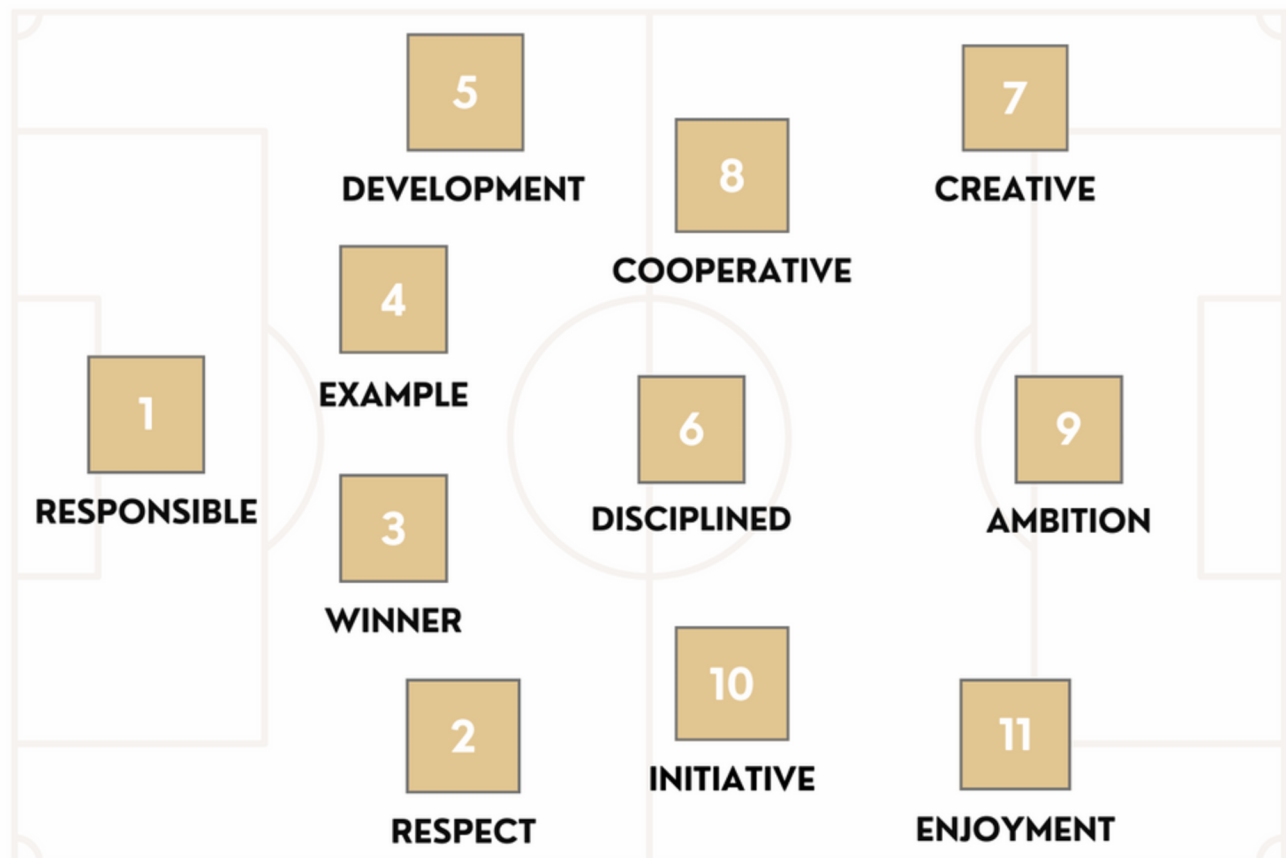 5
DEVELOPMENT
7
CREATIVE
8
COOPERATIVE
4
EXAMPLE
1
RESPONSIBLE
6
DISCIPLINED
9
AMBITION
3
WINNER
10
INITIATIVE
2
RESPECT
11
ENJOYMENT